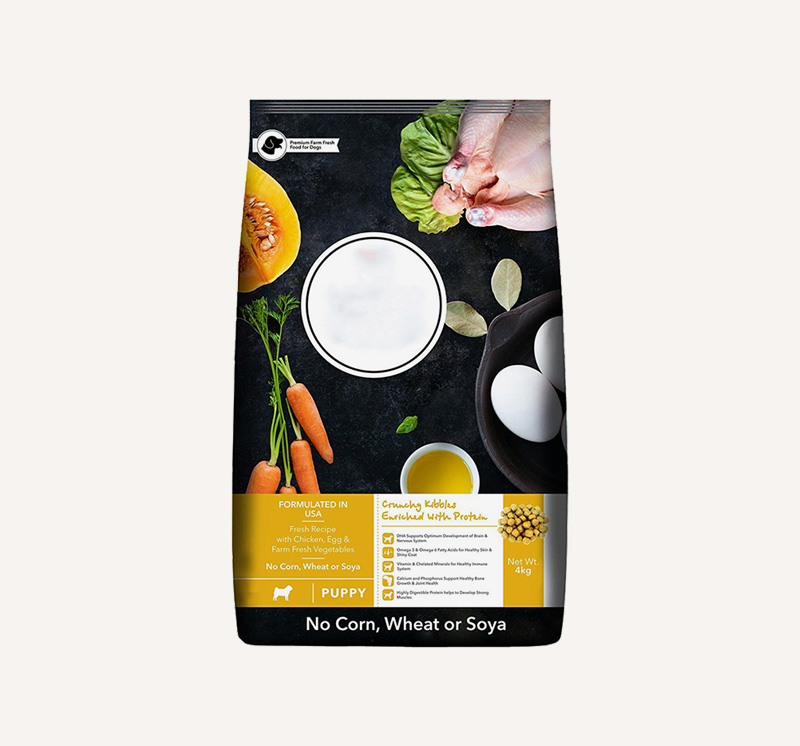 Premium Farm Fresh
Food for Dogs
FORMULATED IN
USA
Fresh Recipe
with Chicken, Egg &
Farm Fresh Vegetables
No Corn, Wheat or Soya
PUPPY
Crunchy Kibbles
Enriched With Protein
DHA Supports Optimum Development of Brain &
Nervous System
Omega 3 & Omega 6 Fatty Acids for Healthy Skin &
Shiny Coat
Vitamin & Chelated Minerals for Healthy Immune
System
Calcium and Phosphorus Support Healthy Bone
Growth & Joint Health
Highly Digestible Protein helps to Develop Strong
Muscles
Net Wt.
4kg
No Corn, Wheat or Soya